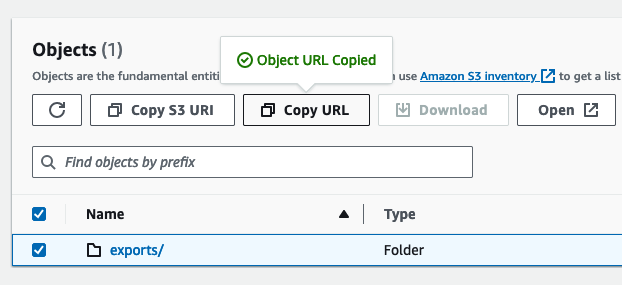 Objects (1)
Object URL Copied
Objects are the fundamental entiti n use Amazon S3 inventory to get a list
Copy S3 URI Copy URL Download Open
Find objects by prefix
Name Type
exports/ Folder